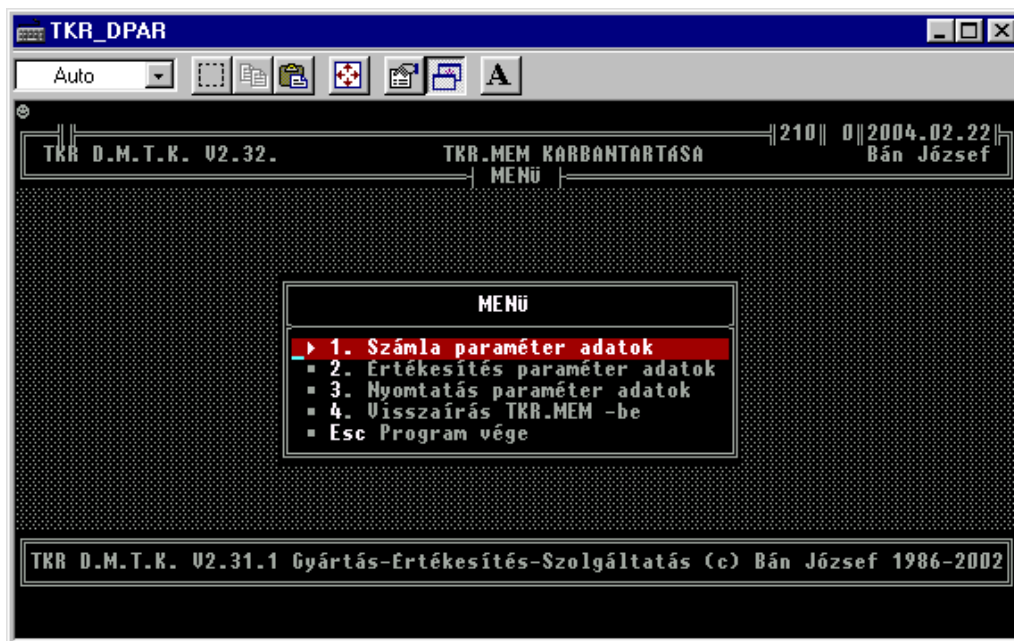 TKR_DPAR
Auto
A
210 0 2004.02.22
TKR D.M.T.K. V2.32. TKR.MEM KARBANTARTáSA Bán József
MENü
MENü
1. Számla paraméter adatok
2. Értékesítés paraméter adatok
3. Nyomtatás paraméter adatok
4. Visszaírás TKR.MEM -be
Esc Program vége
TKR D.M.T.K. V2.31.1 Gyártás-Értékesítés-Szolgáltatás (c) Bán József 1986-2002